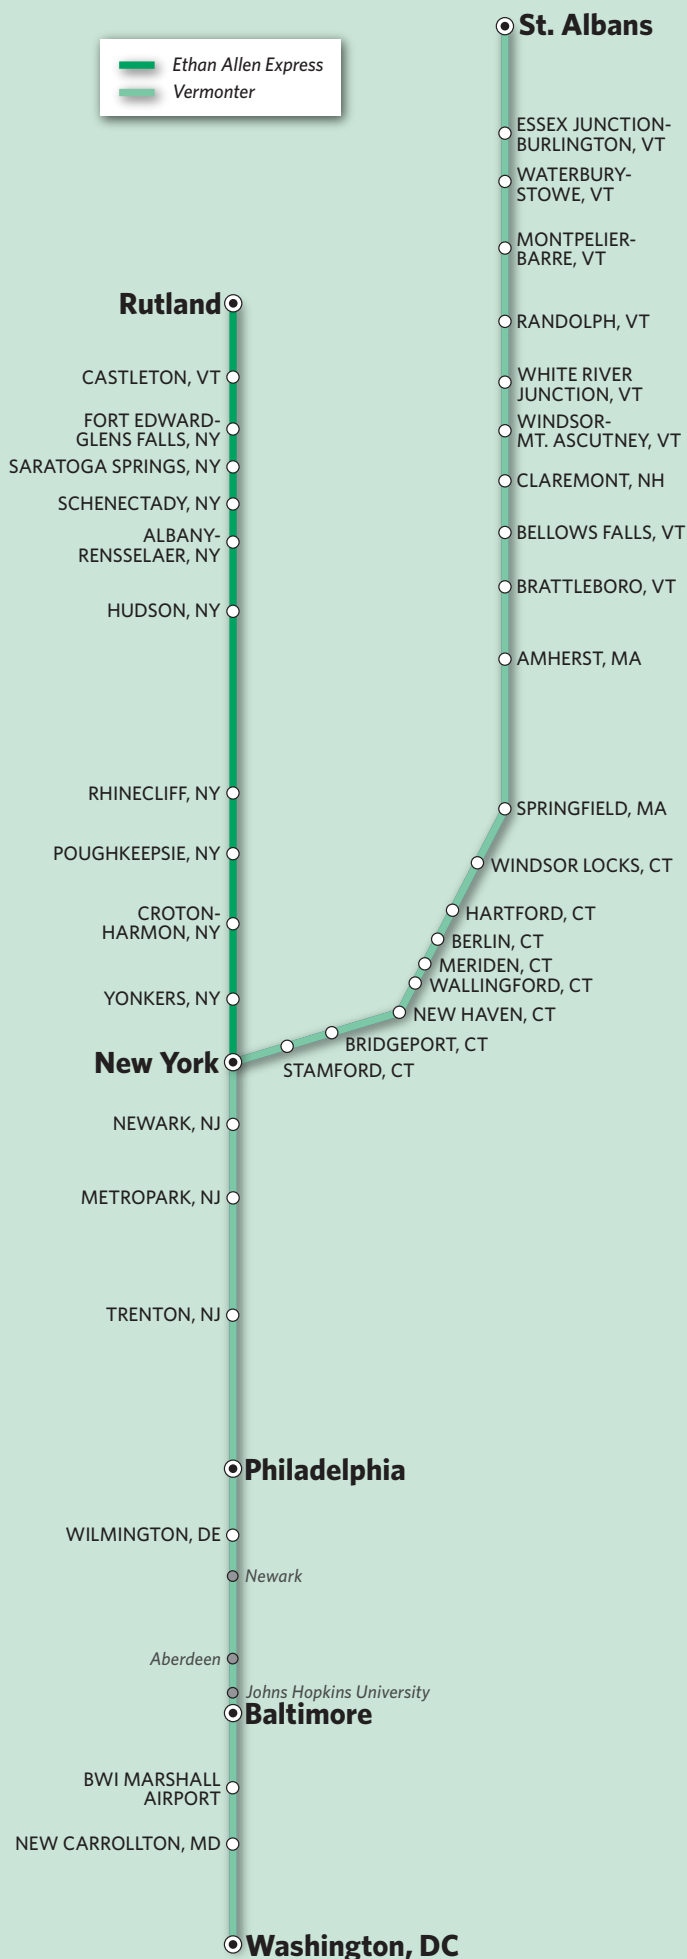 St. Albans
Ethan Allen Express
Vermonter
ESSEX JUNCTION-
BURLINGTON, VT
WATERBURY-
STOWE, VT
MONTPELIER-
BARRE, VT
Rutland
RANDOLPH, VT
CASTLETON, VT
WHITE RIVER
JUNCTION, VT
FORT EDWARD-
GLENS FALLS, NY
WINDSOR-
MT. ASCUTNEY, VT
SARATOGA SPRINGS, NY
CLAREMONT, NH
SCHENECTADY, NY
ALBANY-
RENSSELAER, NY
BELLOWS FALLS, VT
BRATTLEBORO, VT
HUDSON, NY
AMHERST, MA
RHINECLIFF, NY
SPRINGFIELD, MA
POUGHKEEPSIE, NY
WINDSOR LOCKS, CT
CROTON-
HARMON, NY
HARTFORD, CT
BERLIN, CT
MERIDEN, CT
WALLINGFORD, CT
YONKERS, NY
NEW HAVEN, CT
BRIDGEPORT, CT
New York
STAMFORD, CT
NEWARK, NJ
METROPARK, NJ
TRENTON, NJ
Philadelphia
WILMINGTON, DE
Newark
Aberdeen
Johns Hopkins University
Baltimore
BWI MARSHALL
AIRPORT
NEW CARROLLTON, MD
Washington, DC